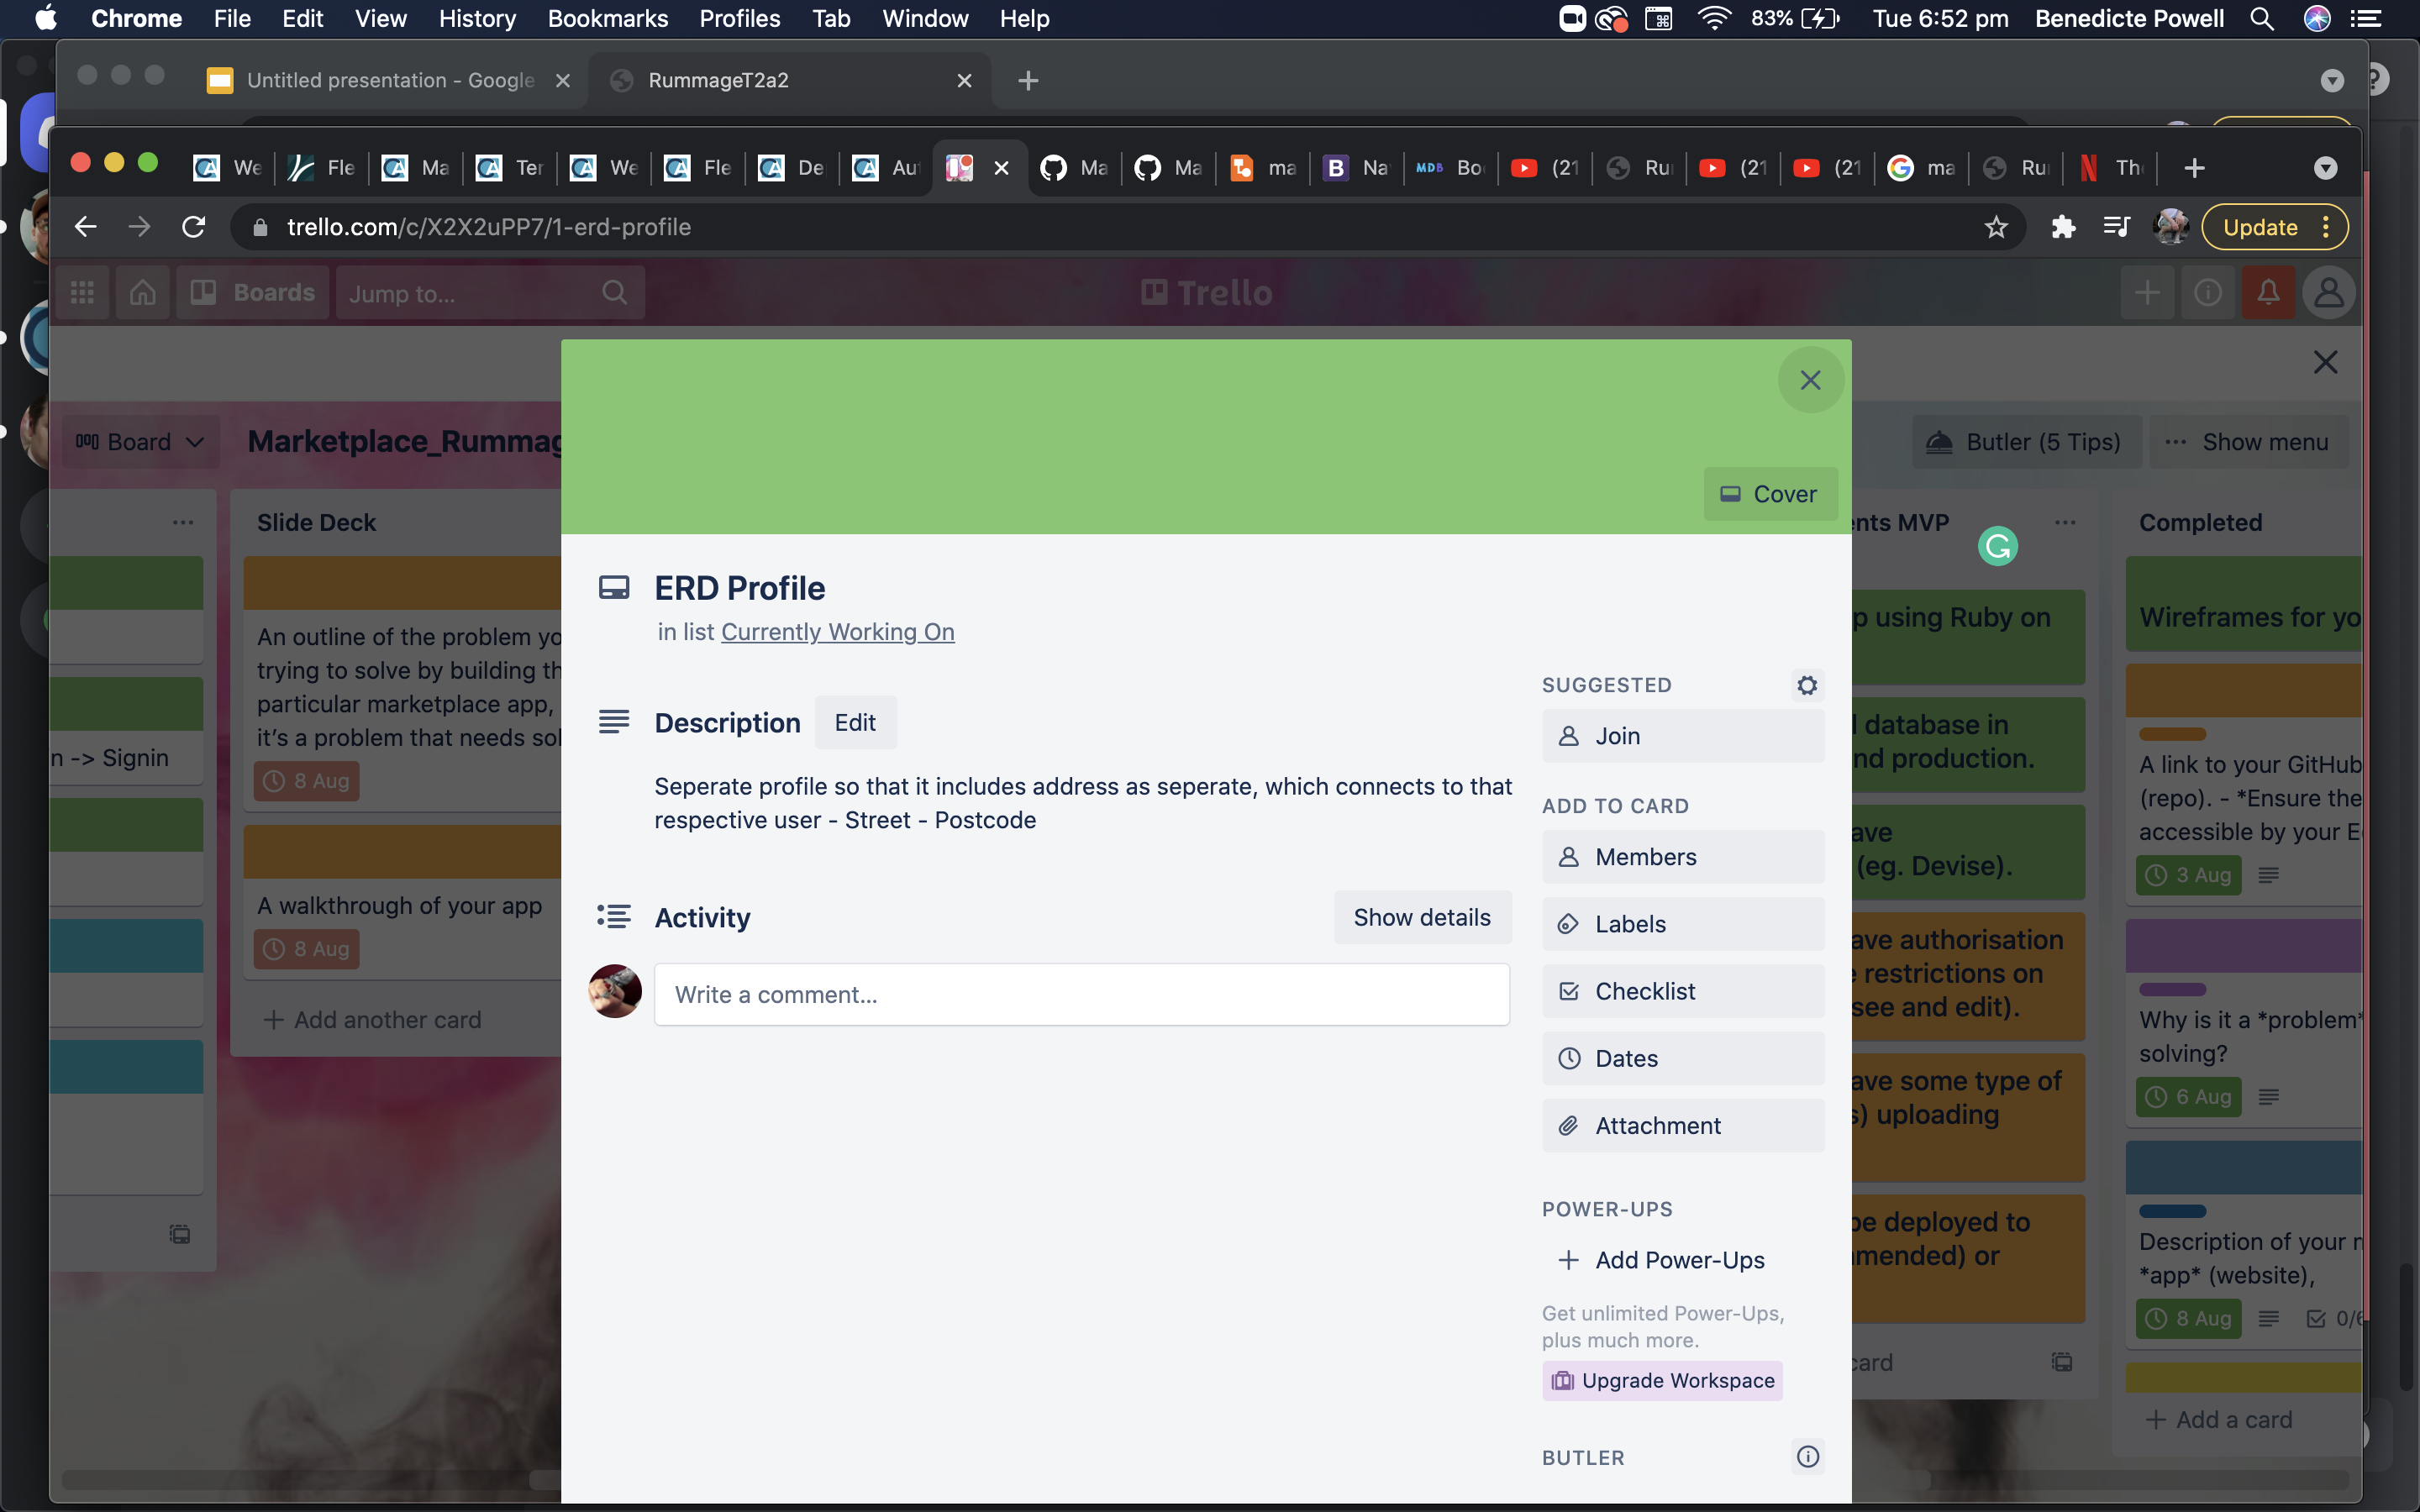 Chrome File Edit View History Bookmarks Profiles Tab Window Help 83% Tue 6:52 pm Benedicte Powell
Untitled presentation - Google RummageT2a2
We Fle Ma Ter We Fle De Au Ma Ma ma Na Bo (21 Ru (21 (21 ma Ru Th
trello.com/c/X2X2uPP7/1-erd-profile Update
Boards Jump to... Trello
Board Marketplace_Rummag Butler (5 Tips) Show menu
Cover
Slide Deck
An outline of the problem yo
trying to solve by building th
particular marketplace app,
it's a problem that needs sol
8 Aug
n -> Signin
A walkthrough of your app
8 Aug
Add another card
ERD Profile
in list Currently Working On
Description Edit
Seperate profile so that it includes address as seperate, which connects to that
respective user - Street - Postcode
Activity Show details
Write a comment...
SUGGESTED
Join
ADD TO CARD
Members
Labels
Checklist
Dates
Attachment
POWER-UPS
Add Power-Ups
Get unlimited Power-Ups,
plus much more.
Upgrade Workspace
BUTLER
ents MVP
p using Ruby on
database in
nd production.
ave
(eg. Devise).
ave authorisation
restrictions on
see and edit).
ave some type of
s) uploading
be deployed to
mmended) or
card
Completed
Wireframes for yo
A link to your GitHub
(repo). - *Ensure the
accessible by your E
3 Aug
Why is it a *problem*
solving?
6 Aug
Description of your
*app* (website),
8 Aug 0/6
Add a card